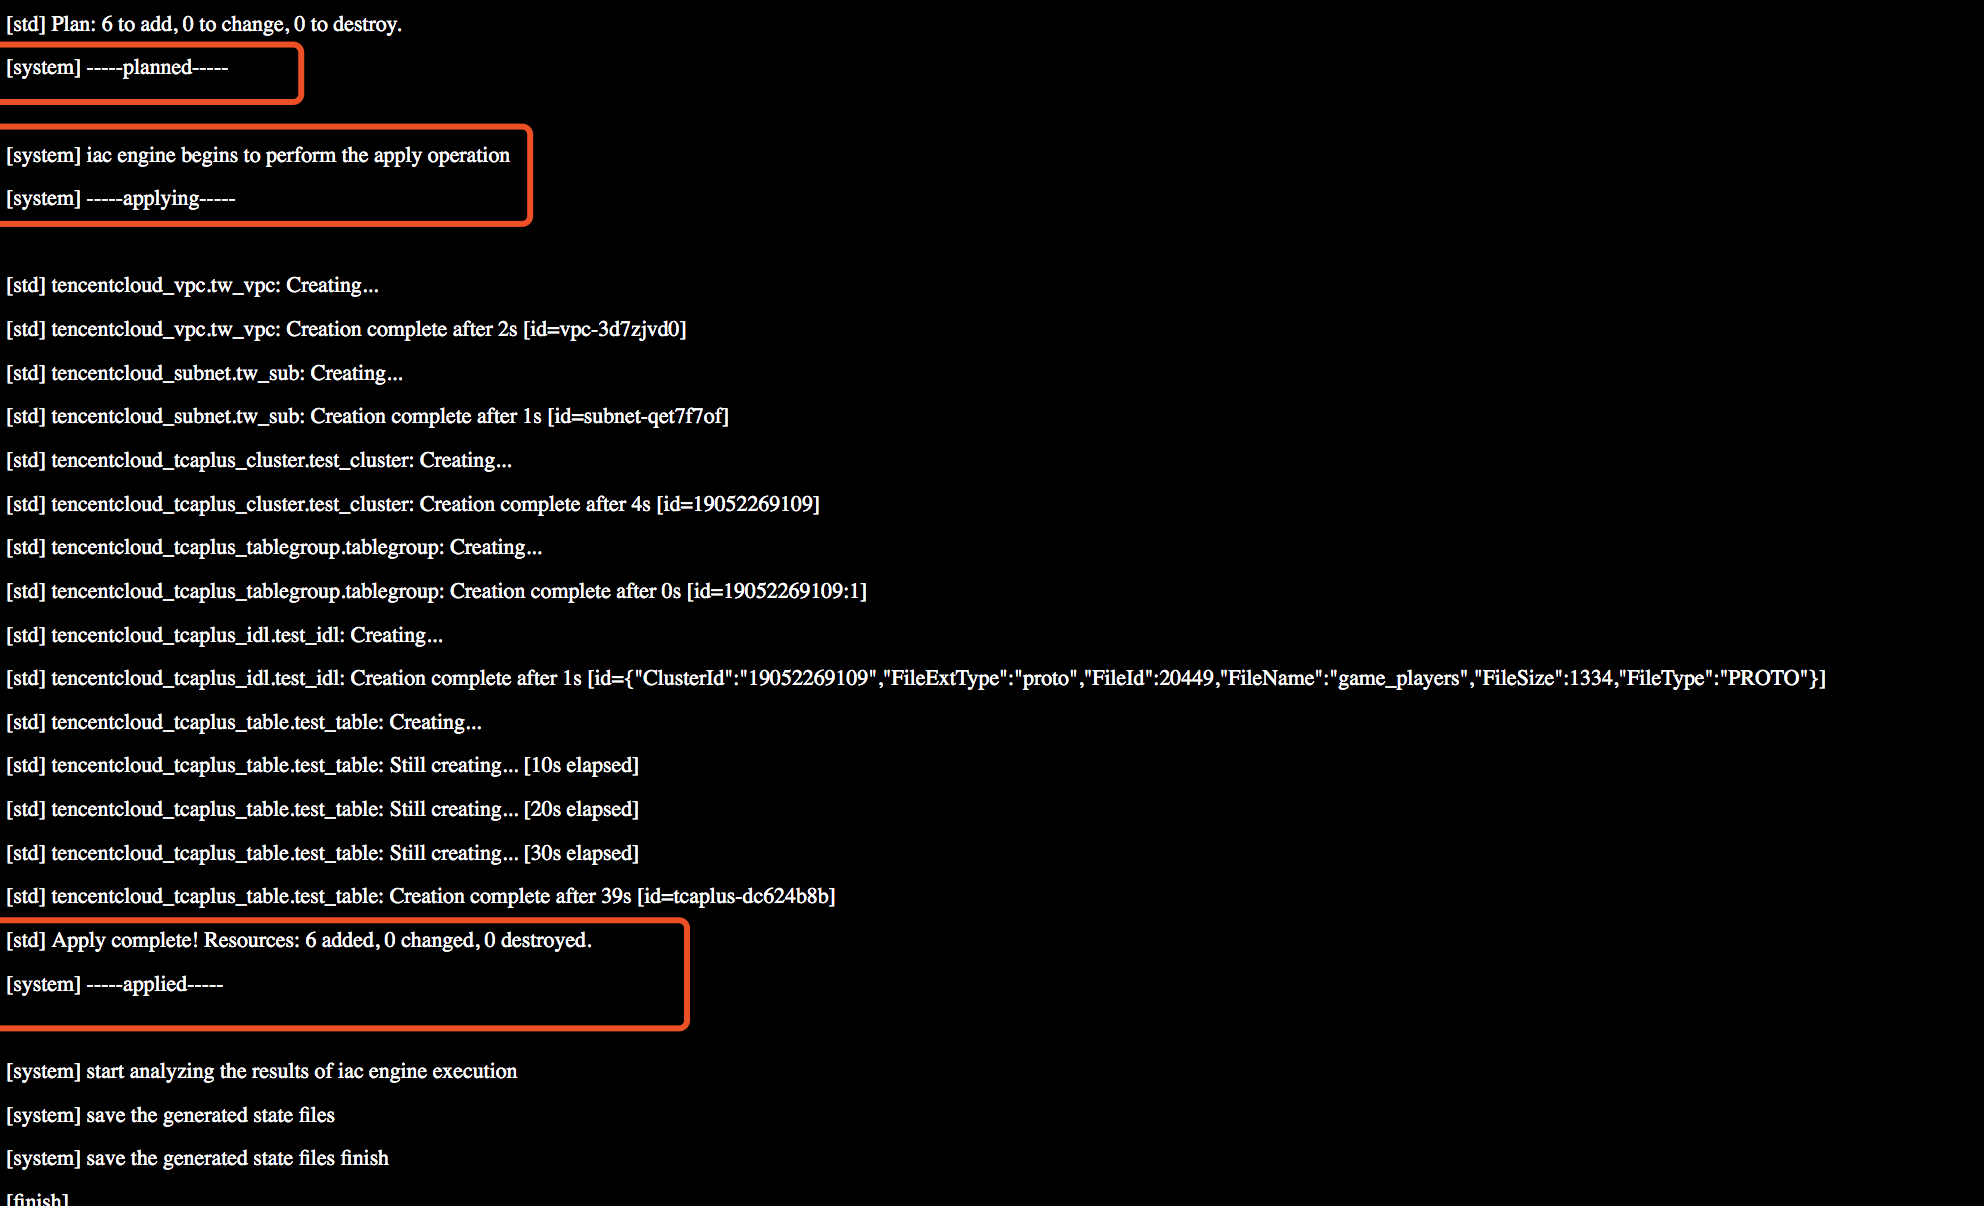 [std] Plan: 6 to add, 0 to change, 0 to destroy.
[system] -----planned-----
[system] iac engine begins to perform the apply operation
[system] -----applying-----
[std] tencentcloud_vpc.tw_vpc: Creating...
[std] tencentcloud_vpc.tw_vpc: Creation complete after 2s [id=vpc-3d7zjvd0]
[std] tencentcloud_subnet.tw_sub: Creating...
[std] tencentcloud_subnet.tw_sub: Creation complete after 1s [id=subnet-qet7f7of]
[std] tencentcloud_tcaplus_cluster.test_cluster: Creating...
[std] tencentcloud_tcaplus_cluster.test_cluster: Creation complete after 4s [id=19052269109]
[std] tencentcloud_tcaplus_tablegroup.tablegroup: Creating...
[std] tencentcloud_tcaplus_tablegroup.tablegroup: Creation complete after 0s [id=19052269109:1]
[std] tencentcloud_tcaplus_idl.test_idl: Creating...
[std] tencentcloud_tcaplus_idl.test_idl: Creation complete after 1s [id={"ClusterId":"19052269109","FileExtType":"proto","FileId":20449,"FileName":"game_players","FileSize":1334,"FileType":"PROTO"}]
[std] tencentcloud_tcaplus_table.test_table: Creating...
[std] tencentcloud_tcaplus_table.test_table: Still creating... [10s elapsed]
[std] tencentcloud_tcaplus_table.test_table: Still creating... [20s elapsed]
[std] tencentcloud_tcaplus_table.test_table: Still creating... [30s elapsed]
[std] tencentcloud_tcaplus_table.test_table: Creation complete after 39s [id=tcaplus-dc624b8b]
[std] Apply complete! Resources: 6 added, 0 changed, 0 destroyed.
[system] -----applied-----
[system] start analyzing the results of iac engine execution
[system] save the generated state files
[system] save the generated state files finish
[finish]